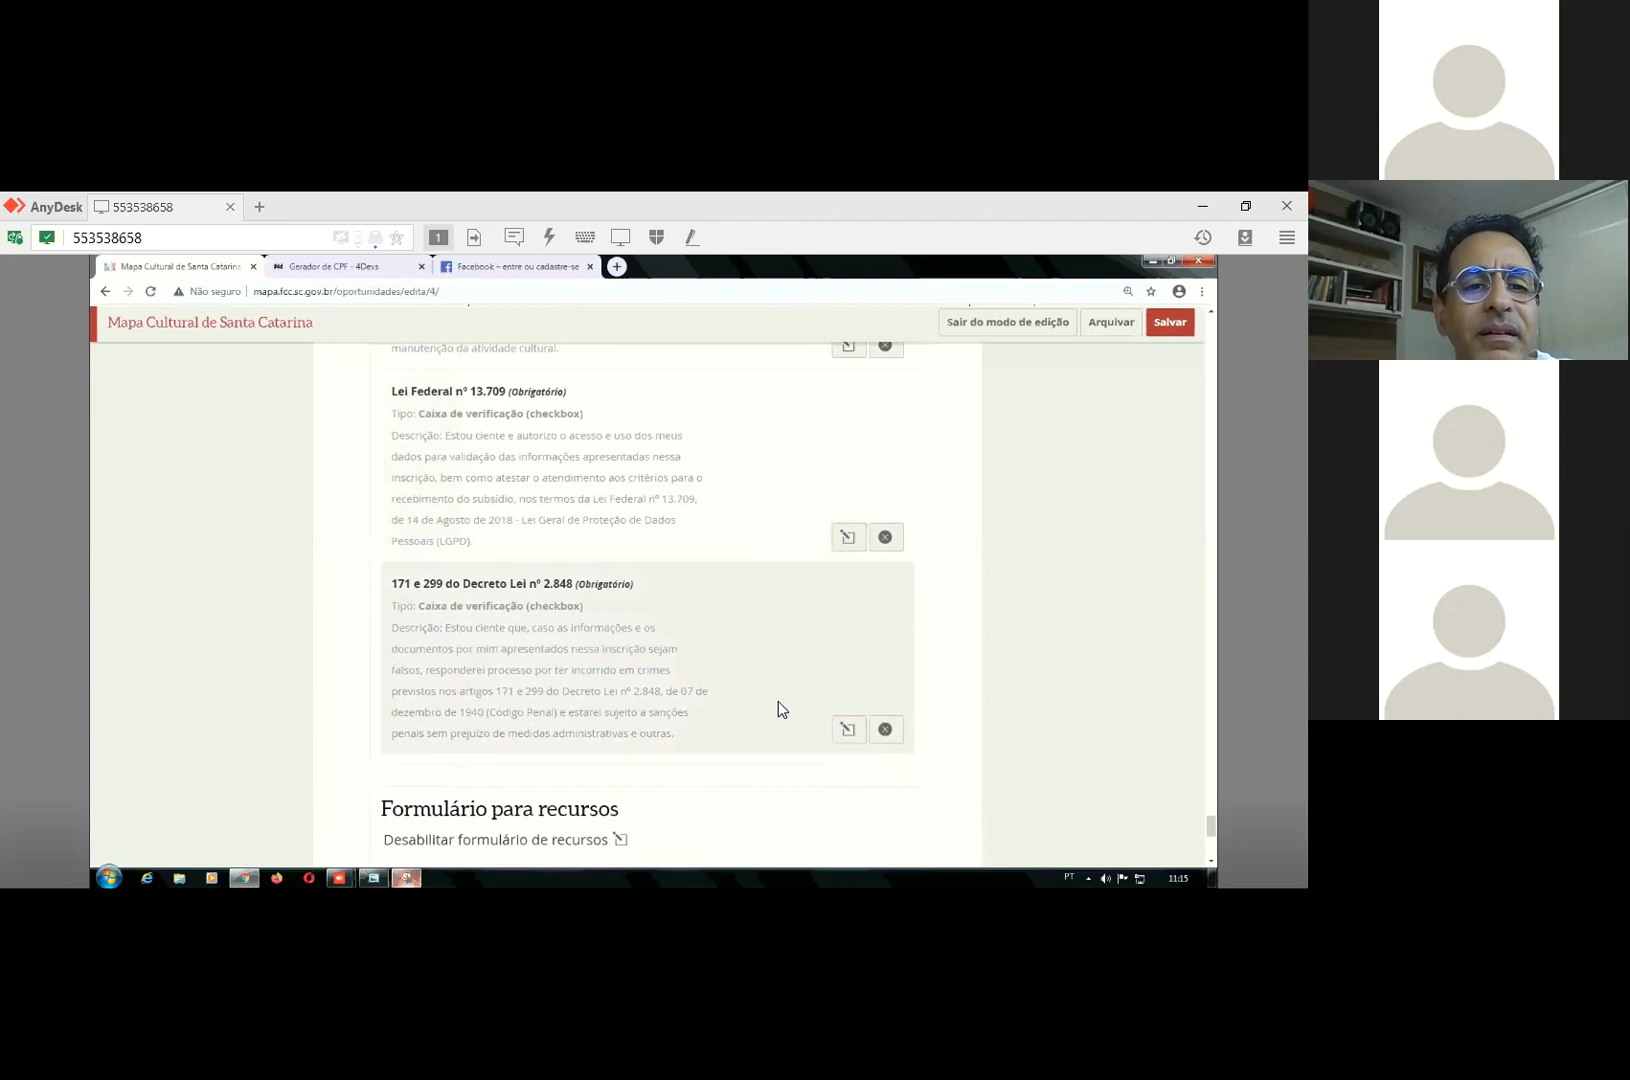 AnyDesk
553538658
553538658
1
Mapa Cultural de Santa Catarina
Gerador de CPF - 4Devs
Facebook – entre ou cadastre-se
Não seguro
mapa.fcc.sc.gov.br/oportunidades/edita/4/
Mapa Cultural de Santa Catarina
Sair do modo de edição
Arquivar
Salvar
manutenção da atividade cultural.
Lei Federal nº 13.709 (Obrigatório)
Tipo: Caixa de verificação (checkbox)
Descrição: Estou ciente e autorizo o acesso e uso dos meus
dados para validação das informações apresentadas nessa
inscrição, bem como atestar o atendimento aos critérios para o
recebimento do subsídio, nos termos da Lei Federal nº 13.709,
de 14 de Agosto de 2018 - Lei Geral de Proteção de Dados
Pessoais (LGPD).
171 e 299 do Decreto Lei nº 2.848 (Obrigatório)
Tipo: Caixa de verificação (checkbox)
Descrição: Estou ciente que, caso as informações e os
documentos por mim apresentados nessa inscrição sejam
falsos, responderei processo por ter incorrido em crimes
previstos nos artigos 171 e 299 do Decreto Lei nº 2.848, de 07 de
dezembro de 1940 (Código Penal) e estarei sujeito a sanções
penais sem prejuízo de medidas administrativas e outras.
Formulário para recursos
Desabilitar formulário de recursos
PT
11:15